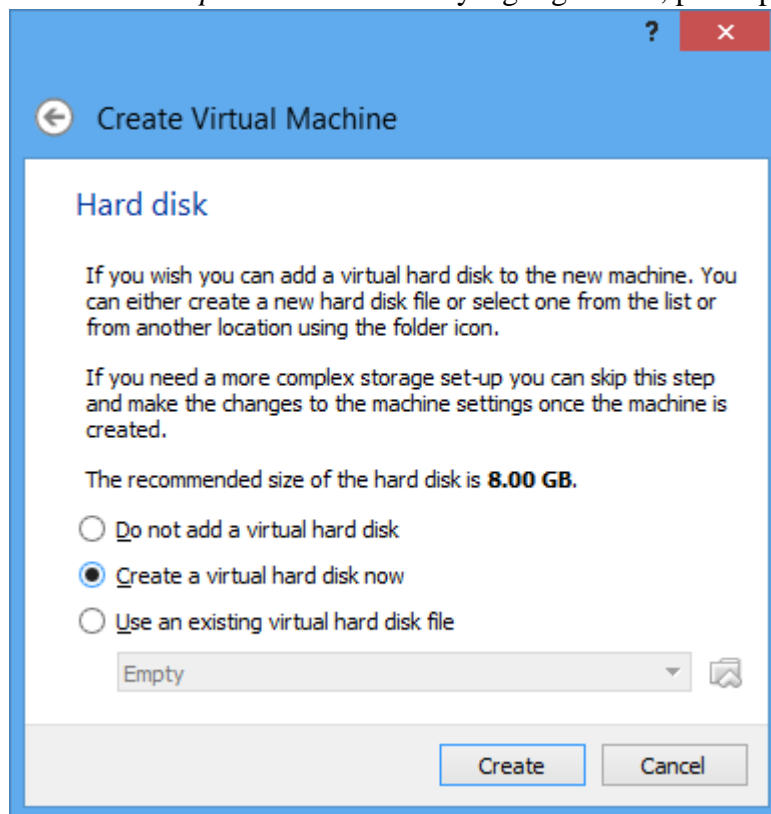 ?
Create Virtual Machine
Hard disk
If you wish you can add a virtual hard disk to the new machine. You
can either create a new hard disk file or select one from the list or
from another location using the folder icon.
If you need a more complex storage set-up you can skip this step
and make the changes to the machine settings once the machine is
created.
The recommended size of the hard disk is 8.00 GB.
Do not add a virtual hard disk
Create a virtual hard disk now
Use an existing virtual hard disk file
Empty
Create Cancel